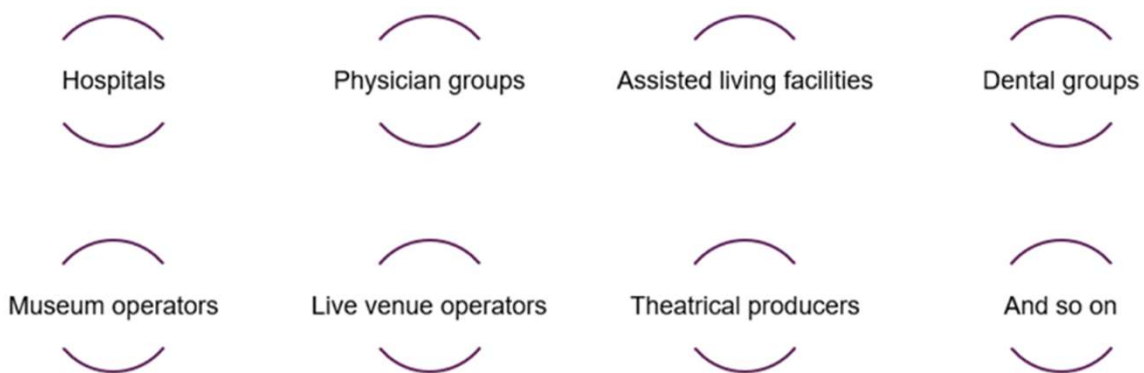 Hospitals
Physician groups
Assisted living facilities
Dental groups
Museum operators
Live venue operators
Theatrical producers
And so on